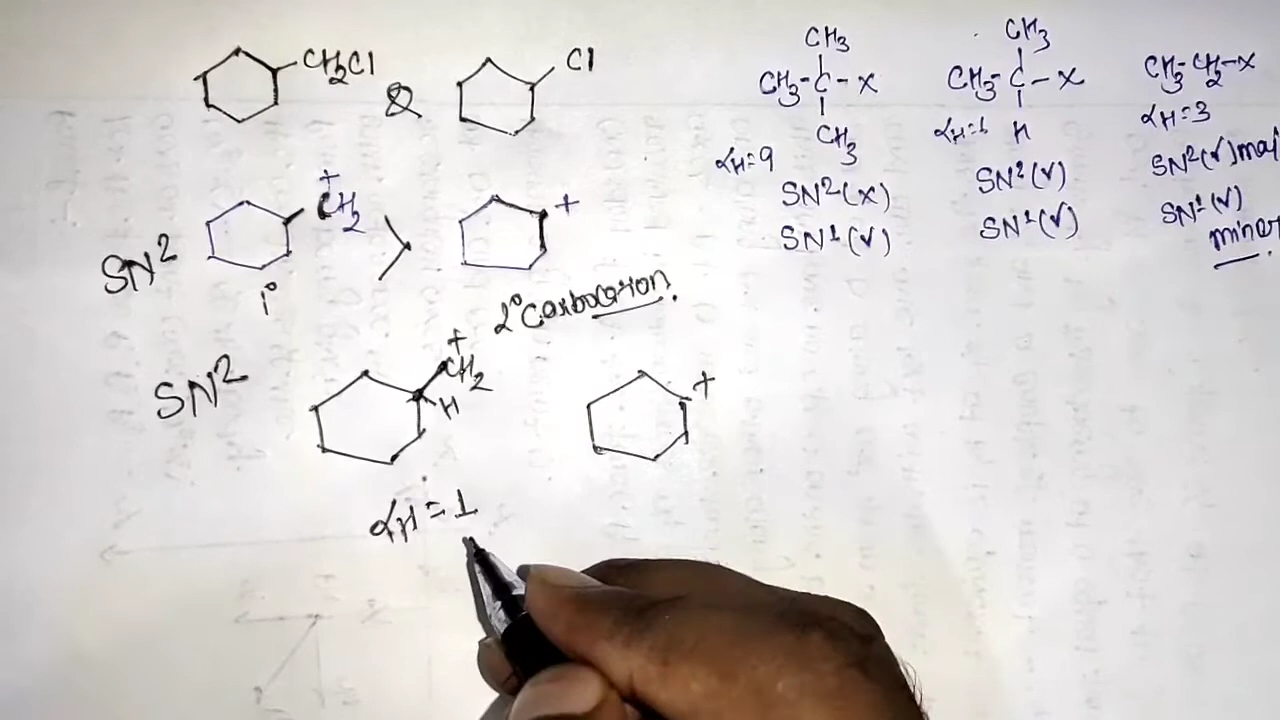 CH2Cl & Cl
+
CH2 > +
SN2
1°
2° Carbocation.
SN2
+
CH2
H
+
αH = 1
CH3
CH3-C-X
CH3
αH=9
SN2(x)
SN1(√)
CH3
CH3-C-X
H
SN2(√)
SN1(√)
CH3-CH2-X
αH=3
SN2(√)
SN1(√)
minor